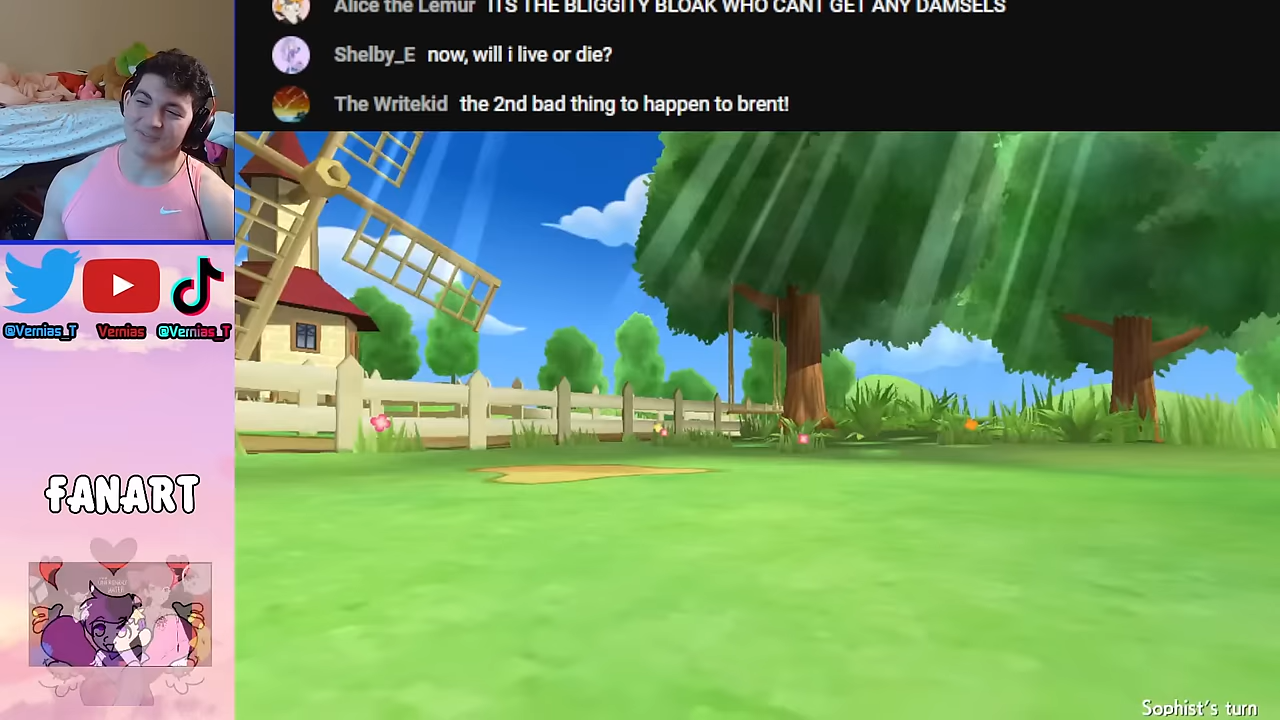 Alice the Lemur ITS THE BLIGGITY BLOAK WHO CANT GET ANY DAMSELS
Shelby_E now, will i live or die?
The Writekid the 2nd bad thing to happen to brent!
@Vernias_T Vernias @Vernias_T
FANART
Sophist's turn